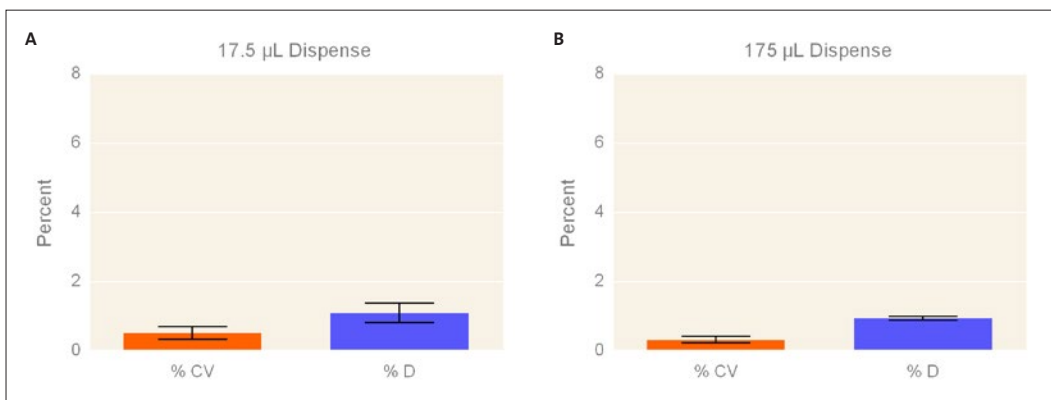 A
17.5 µL Dispense
8
6
4
2
0
Percent
% CV
% D
B
175 µL Dispense
8
6
4
2
0
Percent
% CV
% D